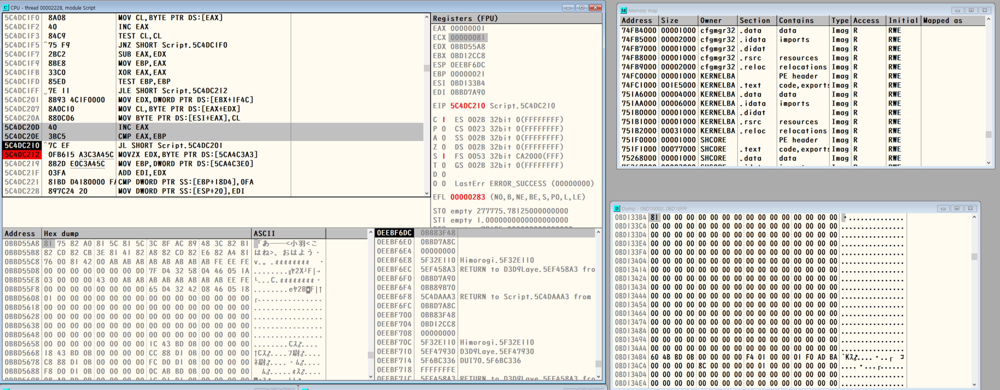 CPU - thread 00002228, module Script
5C4DC1F0 8A08 MOV CL,BYTE PTR DS:[EAX]
5C4DC1F2 40 INC EAX
5C4DC1F3 84C9 TEST CL,CL
5C4DC1F5 ^75 F9 JNZ SHORT Script.5C4DC1F0
5C4DC1F7 2BC2 SUB EAX,EDX
5C4DC1F9 8BE8 MOV EBP,EAX
5C4DC1FB 33C0 XOR EAX,EAX
5C4DC1FD 85ED TEST EBP,EBP
5C4DC1FF 7E 11 JLE SHORT Script.5C4DC212
5C4DC201 8B93 4C1F0000 MOV EDX,DWORD PTR DS:[EBX+1F4C]
5C4DC207 8A0C10 MOV CL,BYTE PTR DS:[EAX+EDX]
5C4DC20A 880C06 MOV BYTE PTR DS:[ESI+EAX],CL
5C4DC20D 40 INC EAX
5C4DC20E 3BC5 CMP EAX,EBP
5C4DC210 ^7C EF JL SHORT Script.5C4DC201
5C4DC212 0FB615 A3C3A45C MOVZX EDX,BYTE PTR DS:[5CA4C3A3]
5C4DC219 8B2D E0C3A45C MOV EBP,DWORD PTR DS:[5CA4C3E0]
5C4DC21F 03FA ADD EDI,EDX
5C4DC221 81BD D4180000 FA CMP DWORD PTR SS:[EBP+18D4],0FA
5C4DC22B 897C24 20 MOV DWORD PTR SS:[ESP+20],EDI
Registers (FPU)
EAX 00000001
ECX 00000081
EDX 0BBD55A8
EBX 0BD12CC8
ESP 0EEBF6DC
EBP 00000021
ESI 0BD133B4
EDI 0BBD7A90
EIP 5C4DC210 Script.5C4DC210
C 1 ES 002B 32bit 0(FFFFFFFF)
P 0 CS 0023 32bit 0(FFFFFFFF)
A 0 SS 002B 32bit 0(FFFFFFFF)
Z 0 DS 002B 32bit 0(FFFFFFFF)
S 1 FS 0053 32bit CA2000(FFF)
T 0 GS 002B 32bit 0(FFFFFFFF)
D 0
O 0 LastErr ERROR_SUCCESS (00000000)
EFL 00000283 (NO,B,NE,BE,S,PO,L,LE)
ST0 empty 277775.78125000000000
ST1 empty 1.0000000000000000000
Address Hex dump ASCII
0BBD55A8 81 75 82 A0 81 5C 81 5C 3C 8F AC 89 48 3C 82 B1 「あ――<小羽<こ
0BBD55B8 82 CD 82 CB 3E 81 41 82 A8 82 CD 82 E6 82 A4 81 はね>、おはよう・
0BBD55C8 76 00 81 42 00 AB AB AB AB AB AB AB AB FE EE FE v.。.ォォォォォォォォ
0BBD55D8 00 00 00 00 00 00 00 00 7F D4 32 58 04 46 05 1A
0BBD55E8 03 00 00 00 43 00 AB AB AB AB AB AB AB AB EE FE
0BBD55F8 00 00 00 00 00 00 00 00 65 D4 32 42 08 46 05 18
0BBD5608 01 00 00 00 00 00 00 00 00 00 00 00 00 00 00 00
0BBD5618 00 00 00 00 00 00 00 00 00 00 00 00 00 00 00 00 ................
0BBD5628 00 00 00 00 00 00 00 00 00 00 00 00 00 00 00 00 ................
0BBD5638 00 00 00 00 00 00 00 00 00 00 00 00 00 00 00 00 ................
0BBD5648 00 00 00 00 00 00 00 00 00 00 00 00 00 00 00 00 ................
0BBD5658 00 00 00 00 00 00 00 00 1C 43 BD 0B 00 00 00 00 ........Cス♂....
0BBD5668 18 43 BD 0B 00 00 00 00 CC 88 D1 0B 00 00 00 00 ↑Cス♂....フ尉♂....
0BBD5678 C8 88 D1 0B 00 00 00 00 FC D0 D1 0B 00 00 00 00 ネ尉♂....・ム♂....
0BBD5688 F8 D0 D1 0B 00 00 00 00 0C AB BD 0B 00 00 00 00
0EEBF6DC 0BB83F48
0EEBF6E0 0BBD7A8C
0EEBF6E4 00000000
0EEBF6E8 5F32E110 Himorogi.5F32E110
0EEBF6EC 5EF458A3 RETURN to D3D9Laye.5EF458A3 fro
0EEBF6F0 0BBD7A90
0EEBF6F4 0BB89B70
0EEBF6F8 5C4DAAA3 RETURN to Script.5C4DAAA3 from
0EEBF6FC 0BBD7A8C
0EEBF700 0BB83F48
0EEBF704 0BD12CC8
0EEBF708 00000000
0EEBF70C 5F32E110 Himorogi.5F32E110
0EEBF710 5EF47930 D3D9Laye.5EF47930
0EEBF714 5F6BC336 DUI70.5F6BC336
0EEBF718 FFFFFFFE
0EEBF71C 5EF458A3 RETURN to D3D9Laye.5EF458A3 fro
Memory map
Address Size Owner Section Contains Type Access Initial Mapped as
74FB4000 00001000 cfgmgr32 .data data Imag R RWE
74FB5000 00002000 cfgmgr32 .idata imports Imag R RWE
74FB7000 00001000 cfgmgr32 .didat Imag R RWE
74FB8000 00001000 cfgmgr32 .rsrc resources Imag R RWE
74FB9000 00002000 cfgmgr32 .reloc relocations Imag R RWE
74FC0000 00001000 KERNELBA PE header Imag R RWE
74FC1000 001E5000 KERNELBA .text code,exports Imag R RWE
751A6000 00004000 KERNELBA .data data Imag R RWE
751AA000 00006000 KERNELBA .idata imports Imag R RWE
751B0000 00001000 KERNELBA .didat Imag R RWE
751B1000 00001000 KERNELBA .rsrc resources Imag R RWE
751B2000 00031000 KERNELBA .reloc relocations Imag R RWE
751F0000 00001000 SHCORE PE header Imag R RWE
751F1000 00077000 SHCORE .text code,exports Imag R RWE
75268000 00001000 SHCORE .data data Imag R RWE
Dump - 0BD10000..0BD1EFFF
0BD133B4 81 00 00 00 00 00 00 00 00 00 00 00 00 00 00 00
0BD133C4 00 00 00 00 00 00 00 00 00 00 00 00 00 00 00 00 ................
0BD133D4 00 00 00 00 00 00 00 00 00 00 00 00 00 00 00 00 ................
0BD133E4 00 00 00 00 00 00 00 00 00 00 00 00 00 00 00 00 ................
0BD133F4 00 00 00 00 00 00 00 00 00 00 00 00 00 00 00 00 ................
0BD13404 00 00 00 00 00 00 00 00 00 00 00 00 00 00 00 00 ................
0BD13414 00 00 00 00 00 00 00 00 00 00 00 00 00 00 00 00 ................
0BD13424 00 00 00 00 00 00 00 00 00 00 00 00 00 00 00 00 ................
0BD13434 00 00 00 00 00 00 00 00 00 00 00 00 00 00 00 00 ................
0BD13444 00 00 00 00 00 00 00 00 00 00 00 00 00 00 00 00 ................
0BD13454 00 00 00 00 00 00 00 00 00 00 00 00 00 00 00 00 ................
0BD13464 00 00 00 00 00 00 00 00 00 00 00 00 00 00 00 00 ................
0BD13474 00 00 00 00 00 00 00 00 00 00 00 00 00 00 00 00 ................
0BD13484 00 00 00 00 00 00 00 00 00 00 00 00 00 00 00 00 ................
0BD13494 00 00 00 00 00 00 00 00 00 00 00 00 00 00 00 00 ................
0BD134A4 00 00 00 00 00 00 00 00 00 00 00 00 00 00 00 00 ................
0BD134B4 60 4B BD 0B 00 00 00 00 F4 01 00 00 01 F0 AD BA
0BD134C4 00 00 00 00 8C 00 00 00 00 01 00 00 00 00 00 00
0BD134D4 00 00 00 00 00 00 00 00 00 00 00 00 00 00 00 00 ................
0BD134E4 00 00 00 00 00 00 00 00 00 00 00 00 00 00 00 00 ................